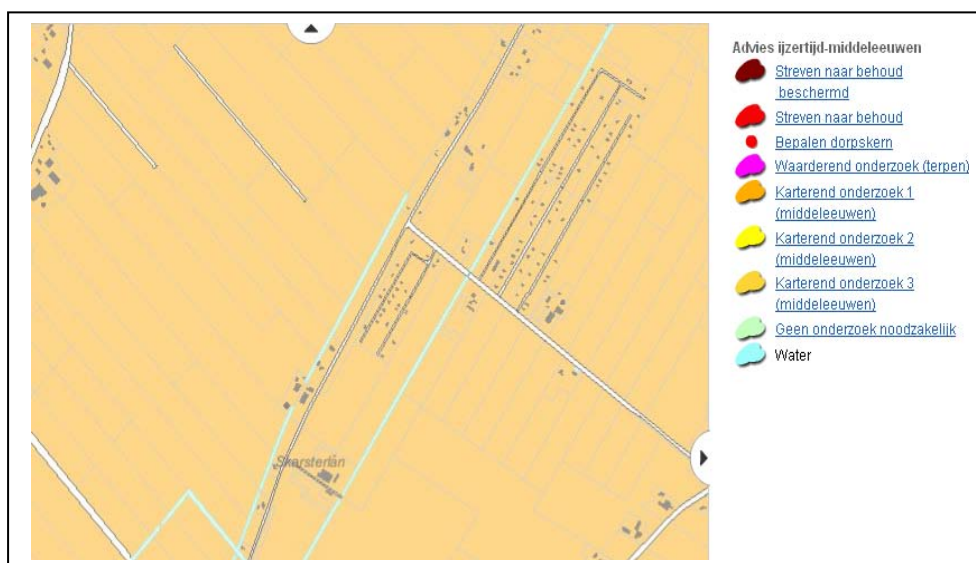 Advies ijzertijd-middeleeuwen
Streven naar behoud
beschermd
Streven naar behoud
Bepalen dorpskern
Waarderend onderzoek (terpen)
Karterend onderzoek 1
(middeleeuwen)
Karterend onderzoek 2
(middeleeuwen)
Karterend onderzoek 3
(middeleeuwen)
Geen onderzoek noodzakelijk
Water
Skarsterlân